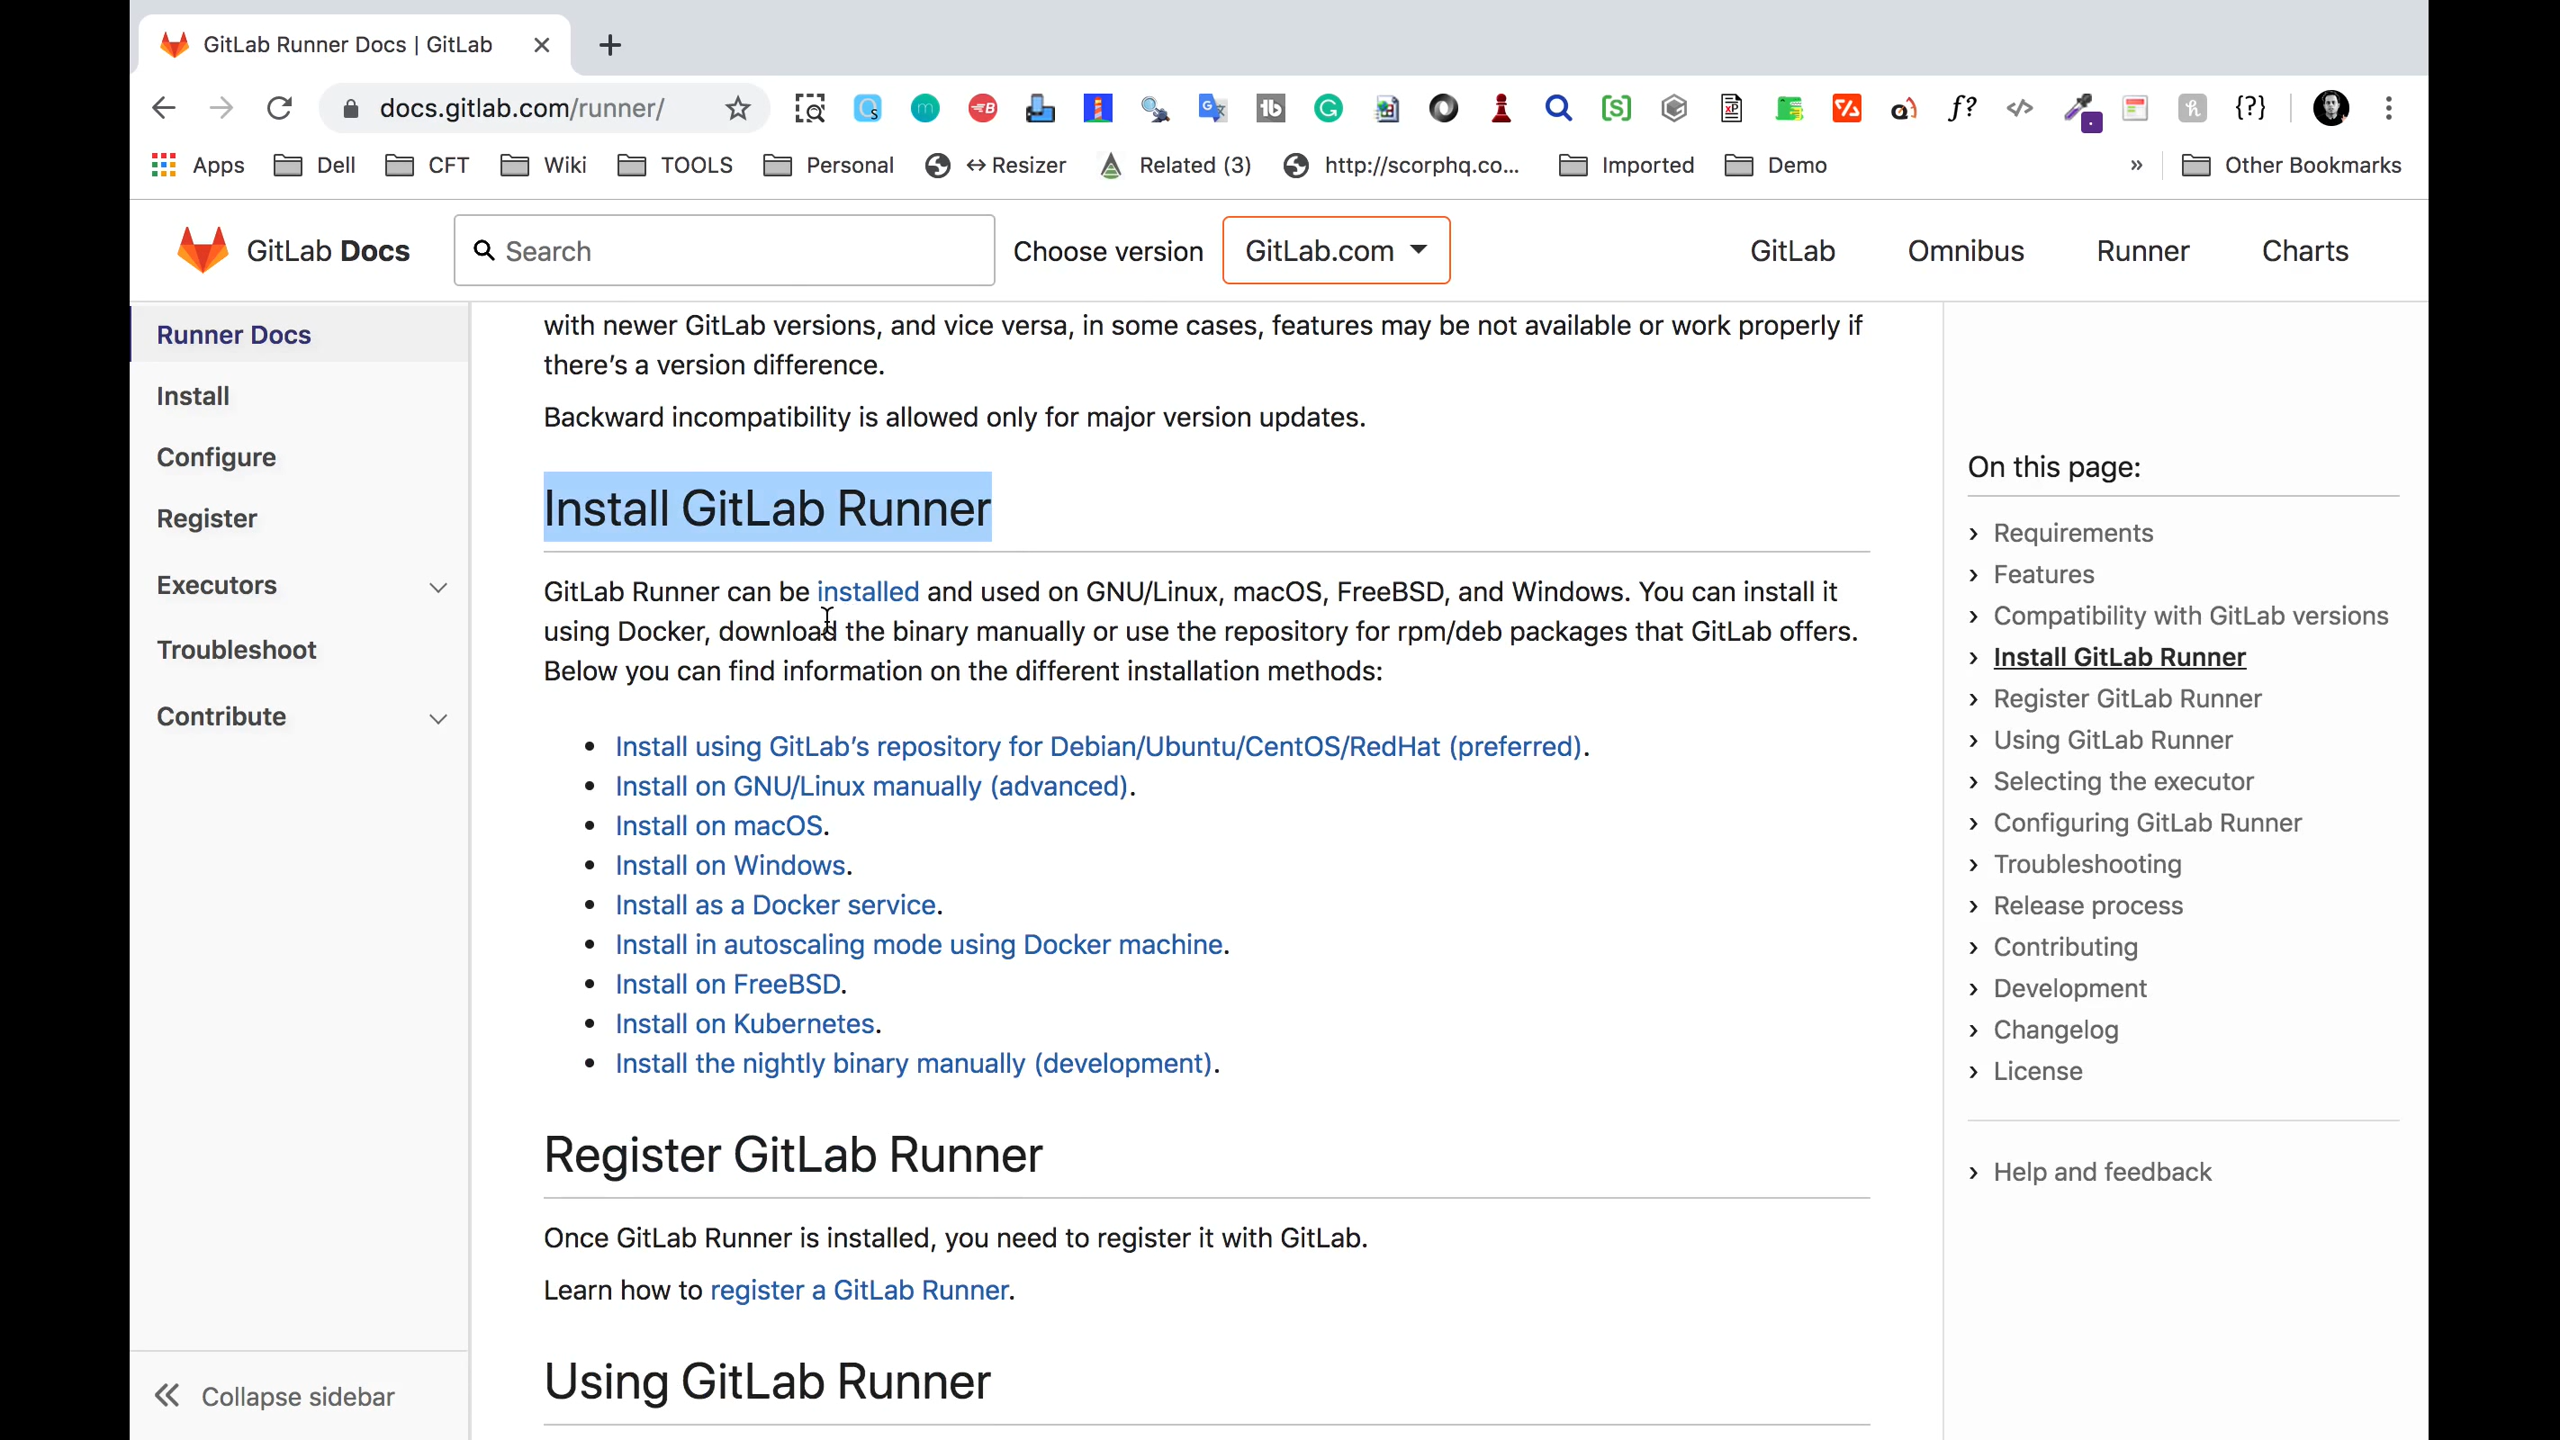 GitLab Runner Docs | GitLab
docs.gitlab.com/runner/
Apps Dell CFT Wiki TOOLS Personal ↔ Resizer Related (3) http://scorphq.co... Imported Demo » Other Bookmarks
GitLab Docs Search Choose version GitLab.com GitLab Omnibus Runner Charts
Runner Docs
Install
Configure
Register
Executors
Troubleshoot
Contribute
Collapse sidebar
with newer GitLab versions, and vice versa, in some cases, features may be not available or work properly if
there’s a version difference.
Backward incompatibility is allowed only for major version updates.
Install GitLab Runner
GitLab Runner can be installed and used on GNU/Linux, macOS, FreeBSD, and Windows. You can install it
using Docker, download the binary manually or use the repository for rpm/deb packages that GitLab offers.
Below you can find information on the different installation methods:
• Install using GitLab’s repository for Debian/Ubuntu/CentOS/RedHat (preferred).
• Install on GNU/Linux manually (advanced).
• Install on macOS.
• Install on Windows.
• Install as a Docker service.
• Install in autoscaling mode using Docker machine.
• Install on FreeBSD.
• Install on Kubernetes.
• Install the nightly binary manually (development).
Register GitLab Runner
Once GitLab Runner is installed, you need to register it with GitLab.
Learn how to register a GitLab Runner.
Using GitLab Runner
On this page:
› Requirements
› Features
› Compatibility with GitLab versions
› Install GitLab Runner
› Register GitLab Runner
› Using GitLab Runner
› Selecting the executor
› Configuring GitLab Runner
› Troubleshooting
› Release process
› Contributing
› Development
› Changelog
› License
› Help and feedback